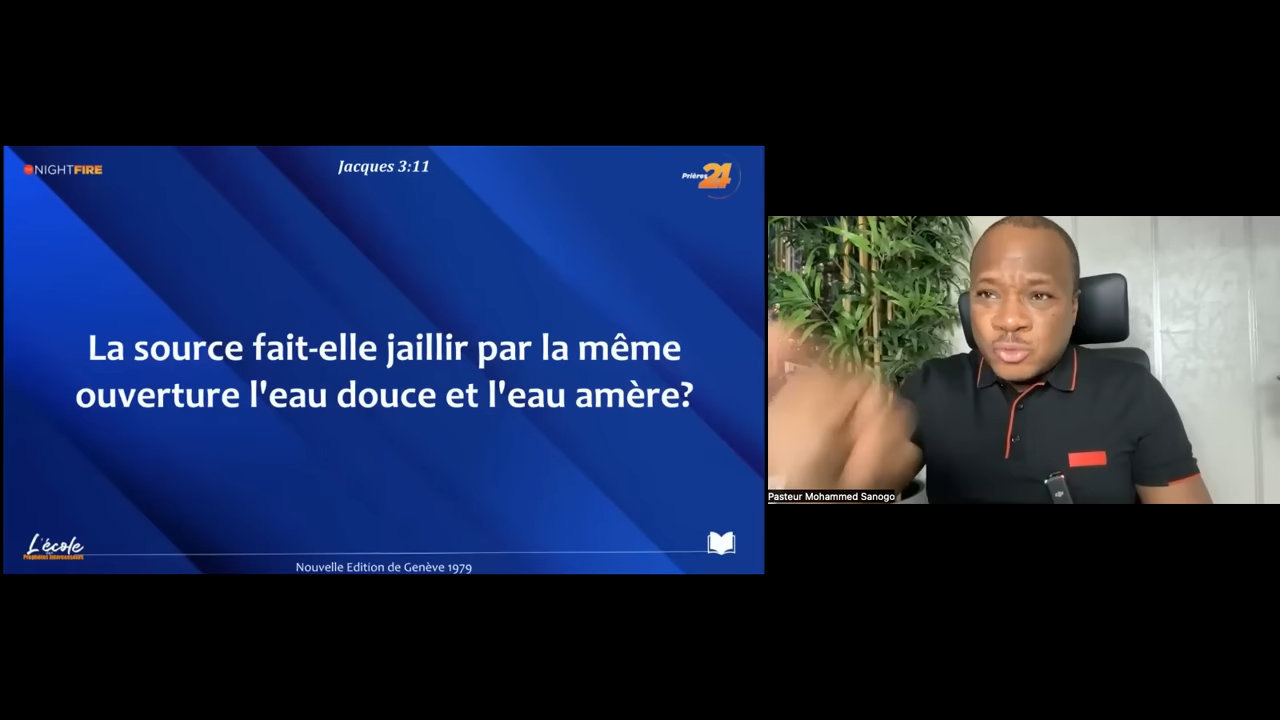 NIGHTFIRE
Jacques 3:11
Prières 24
La source fait-elle jaillir par la même
ouverture l'eau douce et l'eau amère?
L'école
Nouvelle Edition de Genève 1979
Pasteur Mohammed Sanogo